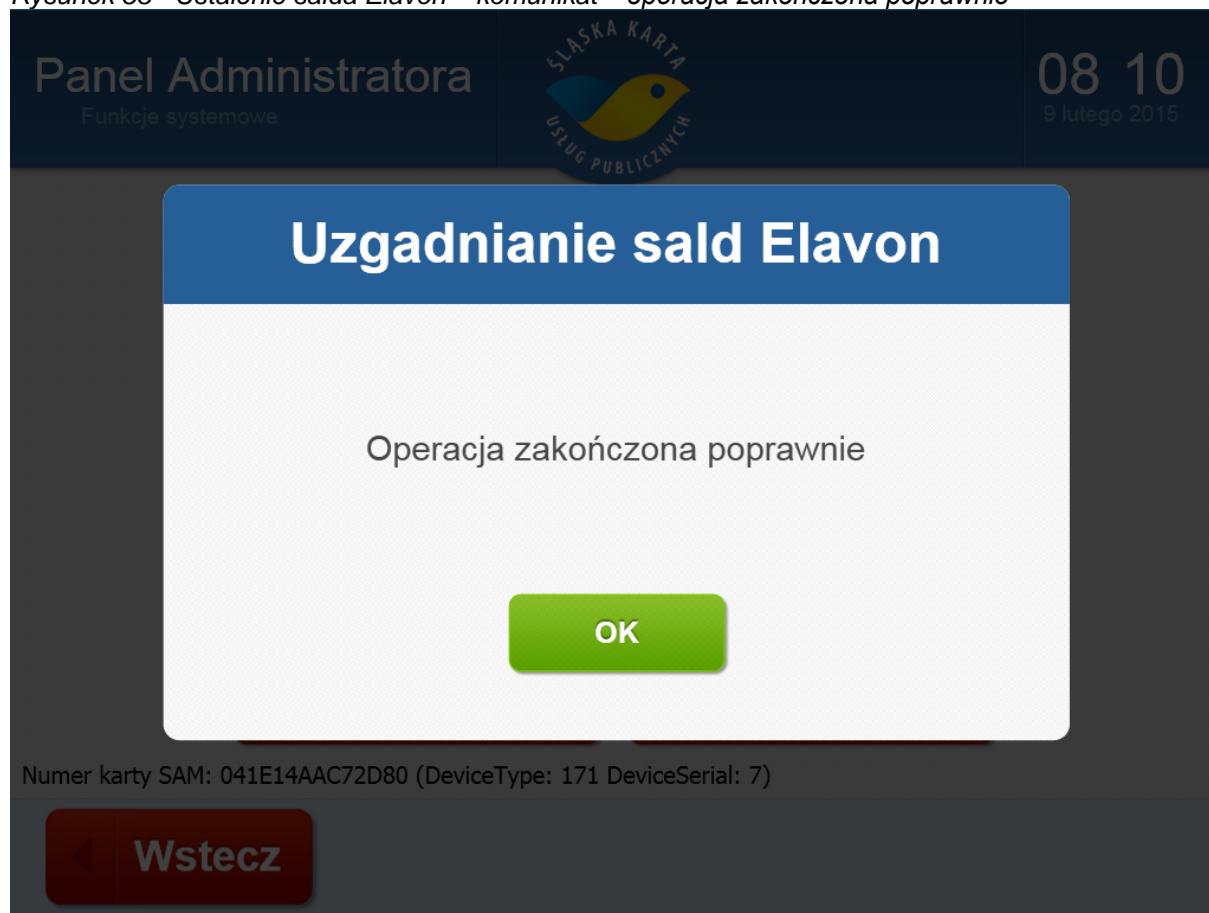 Panel Administratora
Funkcje systemowe
ŚLĄSKA KARTA
USŁUG PUBLICZNYCH
08 10
9 lutego 2015
Uzgadnianie sald Elavon
Operacja zakończona poprawnie
OK
Numer karty SAM: 041E14AAC72D80 (DeviceType: 171 DeviceSerial: 7)
Wstecz